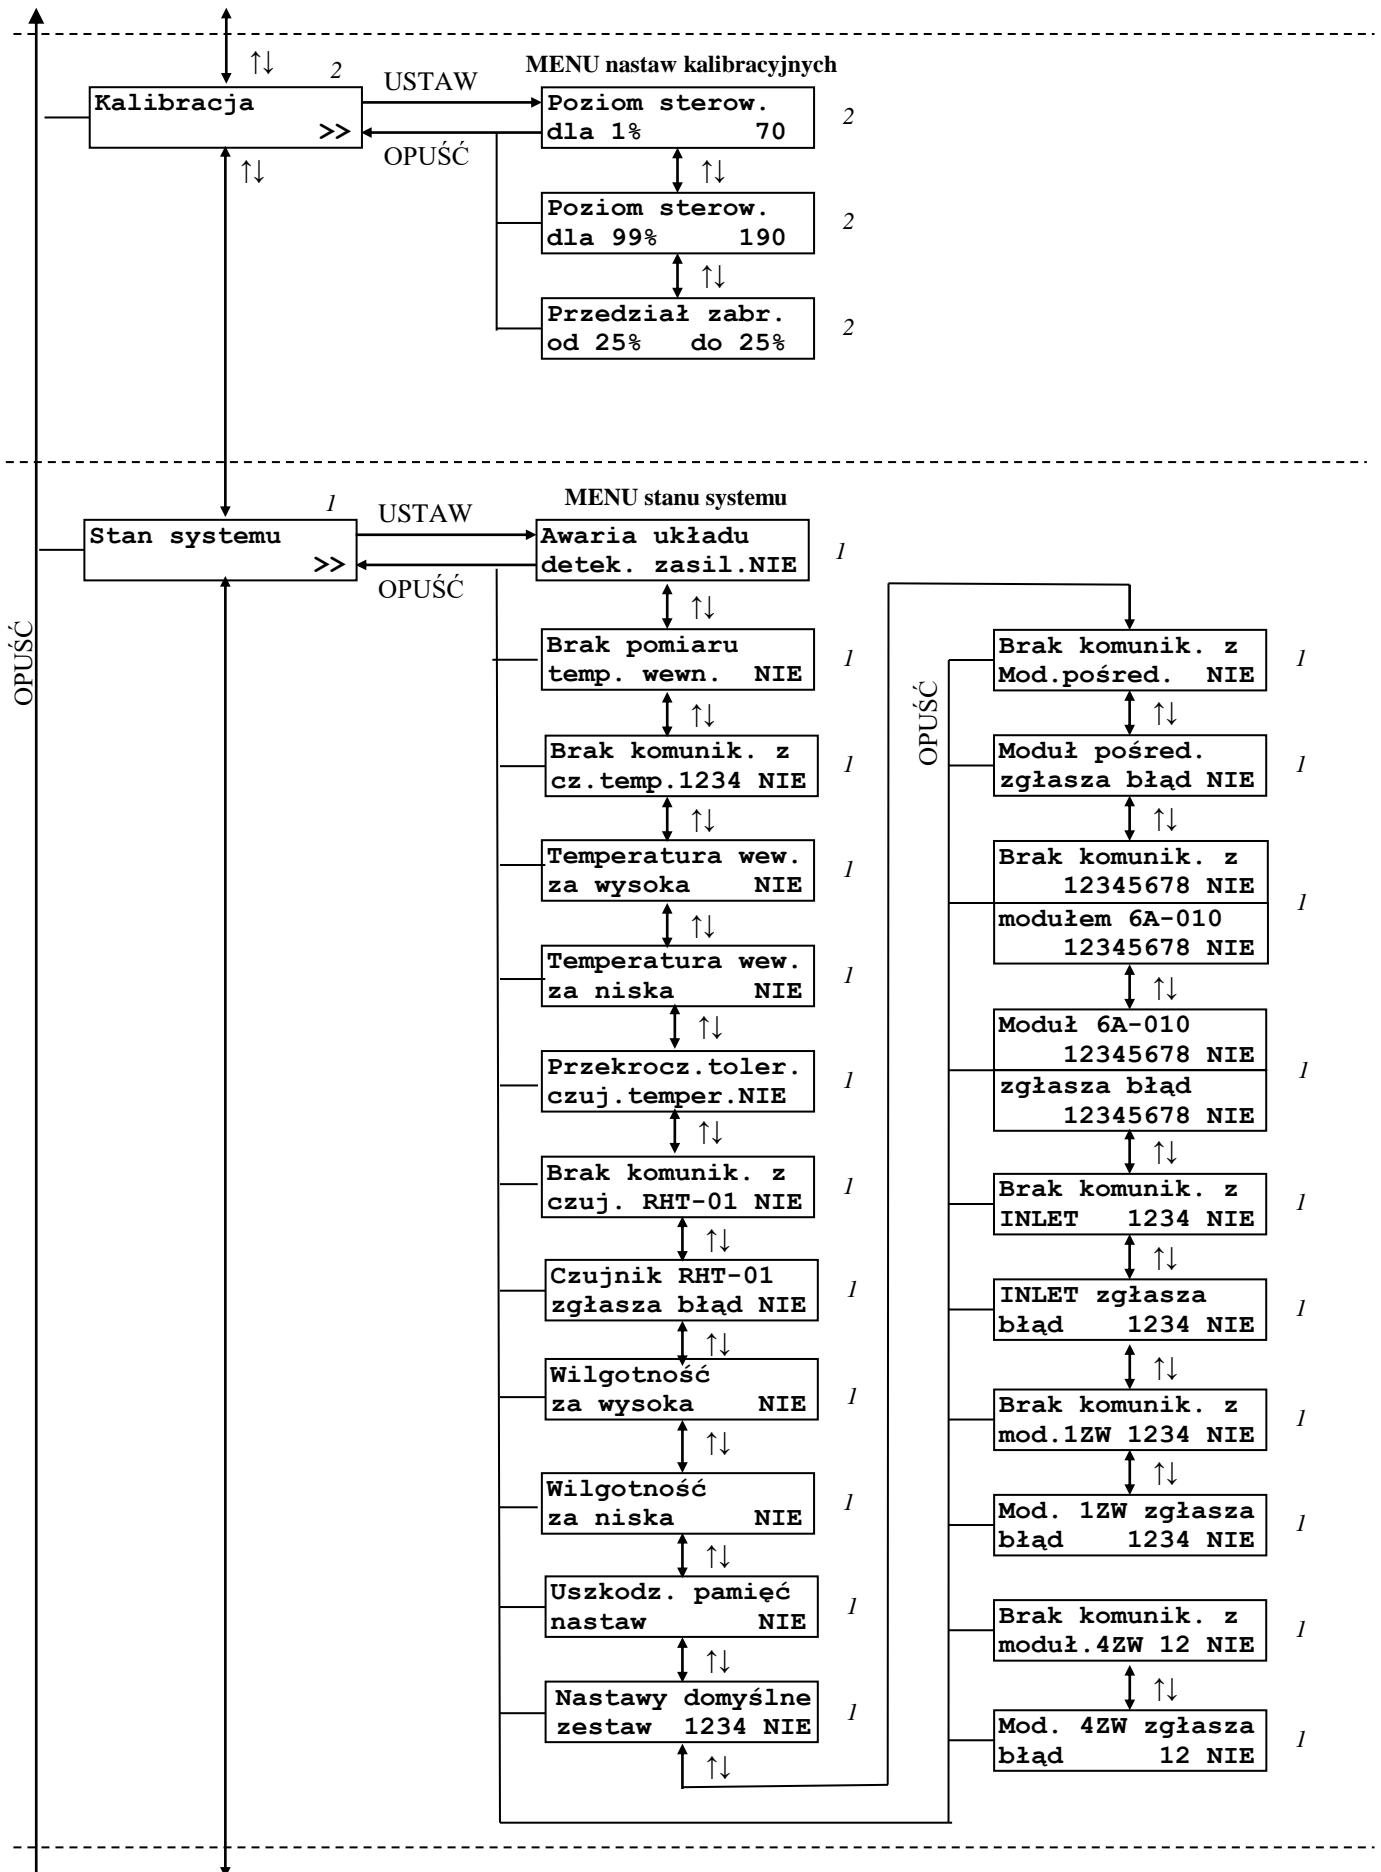 ↑↓
2
USTAW
MENU nastaw kalibracyjnych
Kalibracja
>>
OPUŚĆ
↑↓
Poziom sterow.
dla 1% 70
2
↑↓
Poziom sterow.
dla 99% 190
2
↑↓
Przedział zabr.
od 25% do 25%
2
OPUŚĆ
1
USTAW
MENU stanu systemu
Stan systemu
>>
OPUŚĆ
Awaria układu
detek. zasil.NIE
1
↑↓
Brak pomiaru
temp. wewn. NIE
1
↑↓
Brak komunik. z
cz.temp.1234 NIE
1
↑↓
Temperatura wew.
za wysoka NIE
1
↑↓
Temperatura wew.
za niska NIE
1
↑↓
Przekrocz.toler.
czuj.temper.NIE
1
↑↓
Brak komunik. z
czuj. RHT-01 NIE
1
↑↓
Czujnik RHT-01
zgłasza błąd NIE
1
↑↓
Wilgotność
za wysoka NIE
1
↑↓
Wilgotność
za niska NIE
1
↑↓
Uszkodz. pamięć
nastaw NIE
1
↑↓
Nastawy domyślne
zestaw 1234 NIE
1
↑↓
OPUŚĆ
Brak komunik. z
Mod.pośred. NIE
1
↑↓
Moduł pośred.
zgłasza błąd NIE
1
↑↓
Brak komunik. z
12345678 NIE
modułem 6A-010
12345678 NIE
1
↑↓
Moduł 6A-010
12345678 NIE
zgłasza błąd
12345678 NIE
1
↑↓
Brak komunik. z
INLET 1234 NIE
1
↑↓
INLET zgłasza
błąd 1234 NIE
1
↑↓
Brak komunik. z
mod.1ZW 1234 NIE
1
↑↓
Mod. 1ZW zgłasza
błąd 1234 NIE
1
Brak komunik. z
moduł.4ZW 12 NIE
1
↑↓
Mod. 4ZW zgłasza
błąd 12 NIE
1